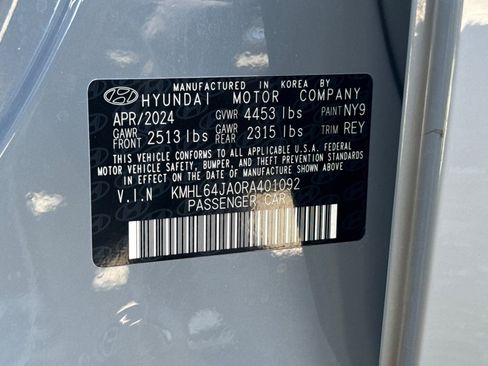 MANUFACTURED IN KOREA BY
HYUNDAI MOTOR COMPANY
APR/2024 GVWR 4453 lbs PAINT NY9
GAWR FRONT 2513 lbs GAWR REAR 2315 lbs TRIM REY
THIS VEHICLE CONFORMS TO ALL APPLICABLE U.S.A. FEDERAL
MOTOR VEHICLE SAFETY, BUMPER, AND THEFT PREVENTION
STANDARDS IN EFFECT ON THE DATE OF MANUFACTURE SHOWN ABOVE
V.I.N KMHL64JA0RA401092
PASSENGER CAR